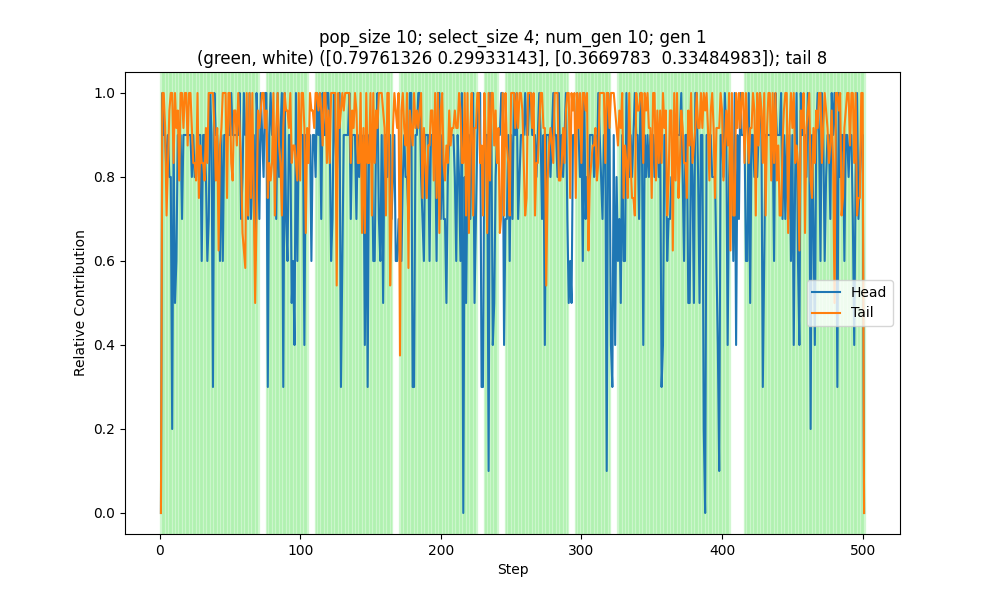 pop_size 10; select_size 4; num_gen 10; gen 1
(green, white) ([0.79761326 0.29933143], [0.3669783  0.33484983]); tail 8
1.0
0.8
0.6
0.4
0.2
0.0
Relative Contribution
Head
Tail
0
100
200
300
400
500
Step